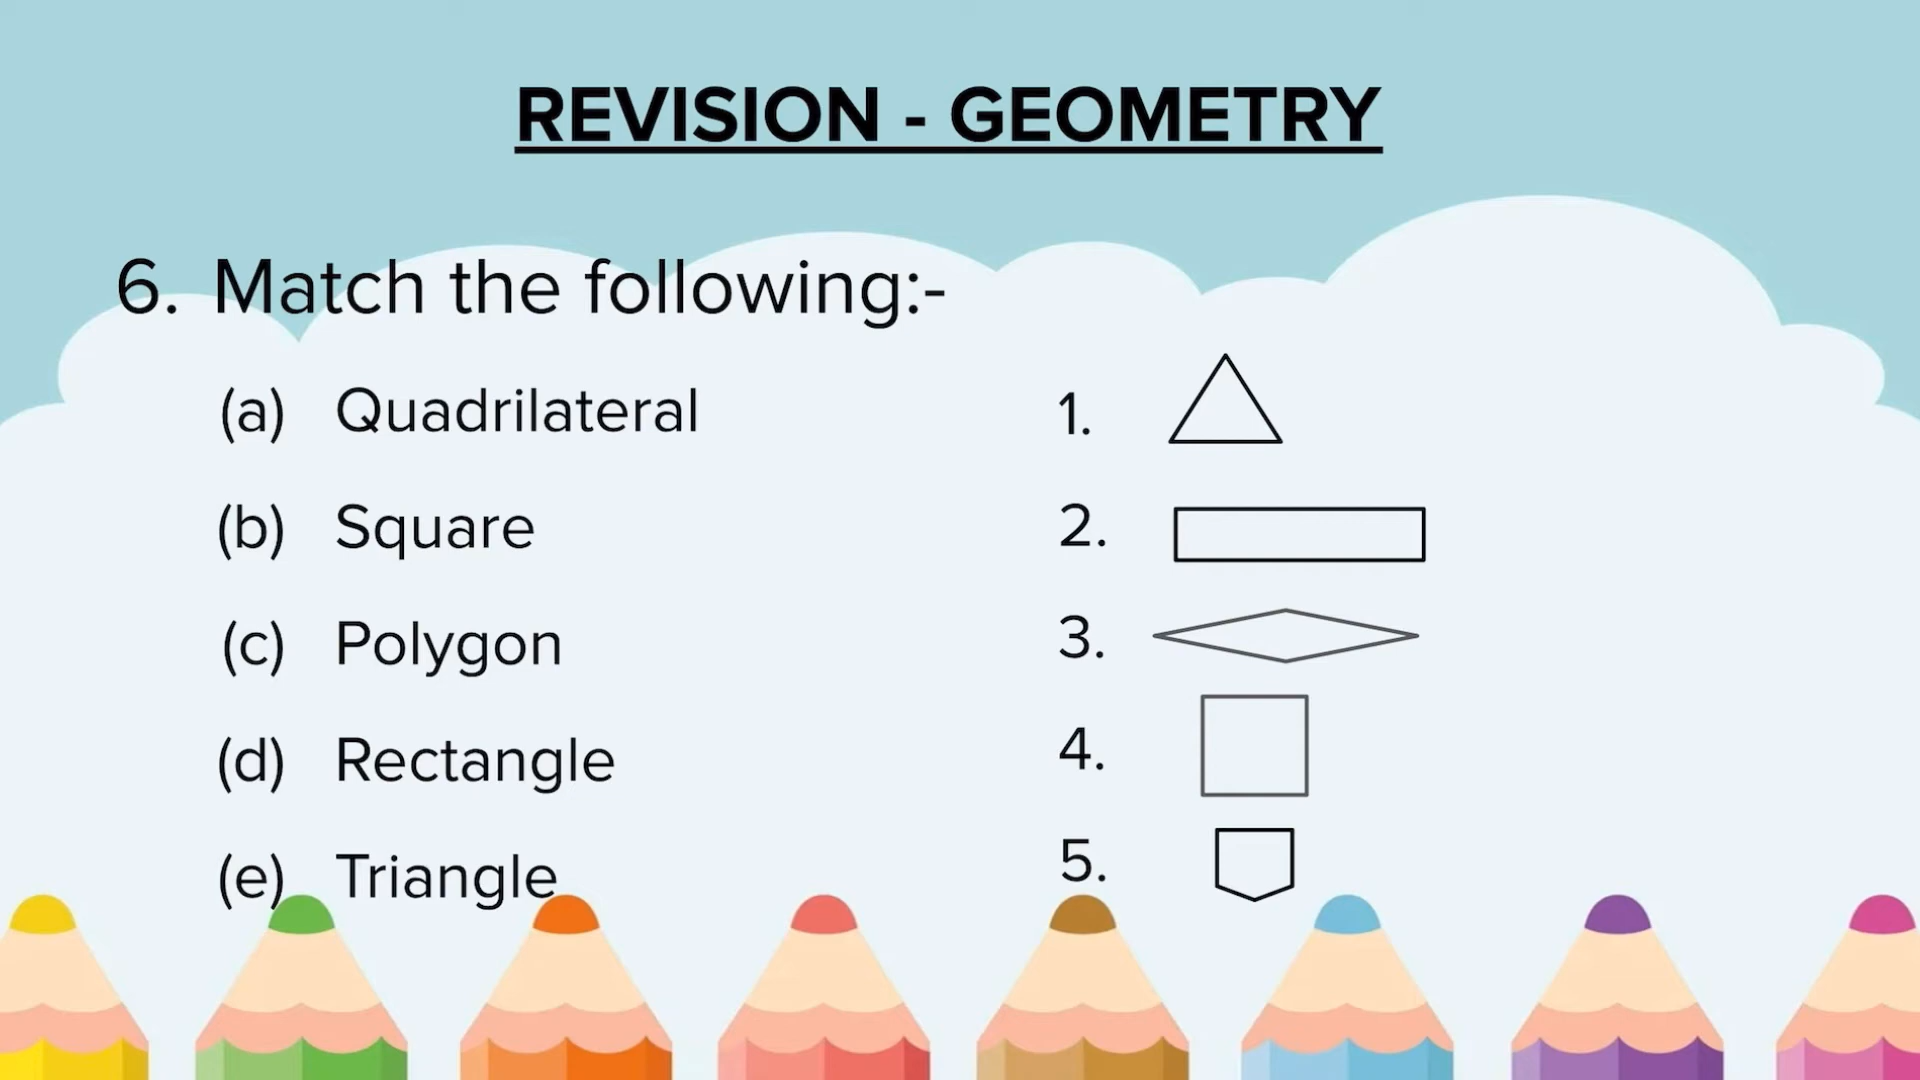 REVISION - GEOMETRY
6. Match the following:-
(a) Quadrilateral
1.
(b) Square
2.
(c) Polygon
3.
(d) Rectangle
4.
(e) Triangle
5.